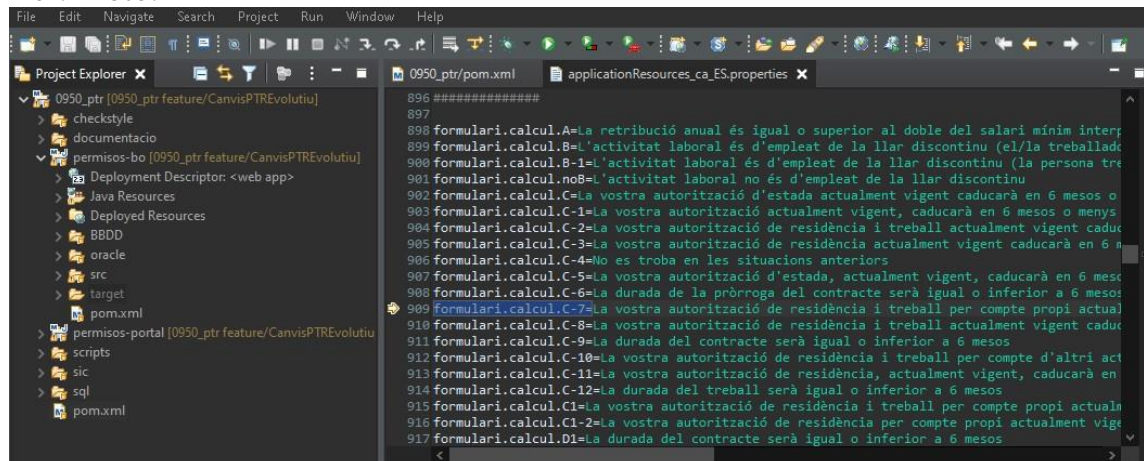 File Edit Navigate Search Project Run Window Help
Project Explorer
0950_ptr/pom.xml
applicationResources_ca_ES.properties
0950_ptr [0950_ptr feature/CanvisPTREvolutiu]
checkstyle
documentacio
permisos-bo [0950_ptr feature/CanvisPTREvolutiu]
Deployment Descriptor: <web app>
Java Resources
Deployed Resources
BBDD
oracle
src
target
pom.xml
permisos-portal [0950_ptr feature/CanvisPTREvolutiu
scripts
sic
sql
pom.xml
896 ##############
897
898 formulari.calcul.A=La retribució anual és igual o superior al doble del salari mínim interp
899 formulari.calcul.B=L'activitat laboral és d'empleat de la llar discontinu (el/la treballado
900 formulari.calcul.B-1=L'activitat laboral és d'empleat de la llar discontinu (la persona tre
901 formulari.calcul.noB=L'activitat laboral no és d'empleat de la llar discontinu
902 formulari.calcul.C=La vostra autorització d'estada actualment vigent caducarà en 6 mesos o
903 formulari.calcul.C-1=La vostra autorització actualment vigent, caducarà en 6 mesos o menys
904 formulari.calcul.C-2=La vostra autorització de residència i treball actualment vigent caduc
905 formulari.calcul.C-3=La vostra autorització de residència actualment vigent caducarà en 6 m
906 formulari.calcul.C-4=No es troba en les situacions anteriors
907 formulari.calcul.C-5=La vostra autorització d'estada, actualment vigent, caducarà en 6 meso
908 formulari.calcul.C-6=La durada de la pròrroga del contracte serà igual o inferior a 6 mesos
909 formulari.calcul.C-7=La vostra autorització de residència i treball per compte propi actual
910 formulari.calcul.C-8=La vostra autorització de residència i treball actualment vigent caduc
911 formulari.calcul.C-9=La durada del contracte serà igual o inferior a 6 mesos
912 formulari.calcul.C-10=La vostra autorització de residència i treball per compte d'altri act
913 formulari.calcul.C-11=La vostra autorització de residència, actualment vigent, caducarà en
914 formulari.calcul.C-12=La durada del treball serà igual o inferior a 6 mesos
915 formulari.calcul.C1=La vostra autorització de residència i treball per compte propi actualm
916 formulari.calcul.C1-2=La vostra autorització de residència per compte propi actualment vige
917 formulari.calcul.D1=La durada del contracte serà igual o inferior a 6 mesos